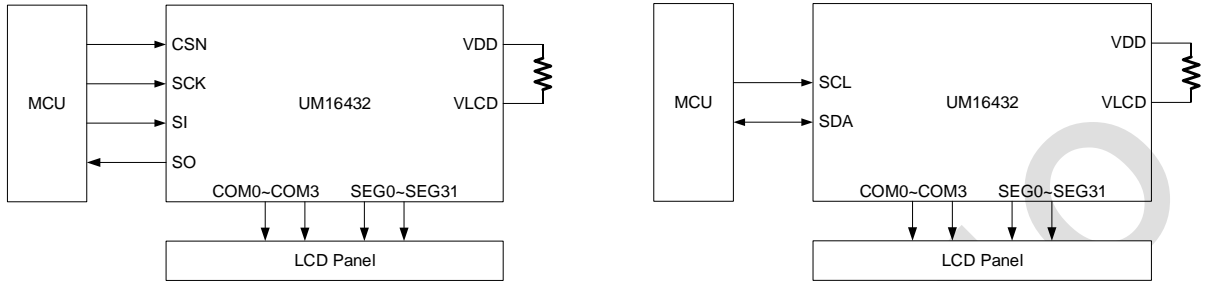 CSN
VDD
SCK
MCU
UM16432
VLCD
SI
SO
COM0~COM3 SEG0~SEG31
LCD Panel
VDD
SCL
MCU
UM16432
VLCD
SDA
COM0~COM3 SEG0~SEG31
LCD Panel